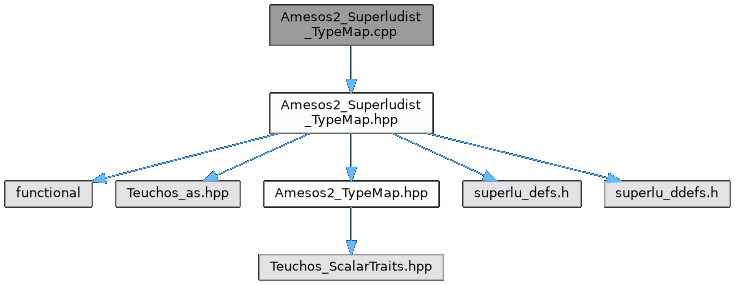 Amesos2_Superludist
_TypeMap.cpp
Amesos2_Superludist
_TypeMap.hpp
functional
Teuchos_as.hpp
Amesos2_TypeMap.hpp
superlu_defs.h
superlu_ddefs.h
Teuchos_ScalarTraits.hpp